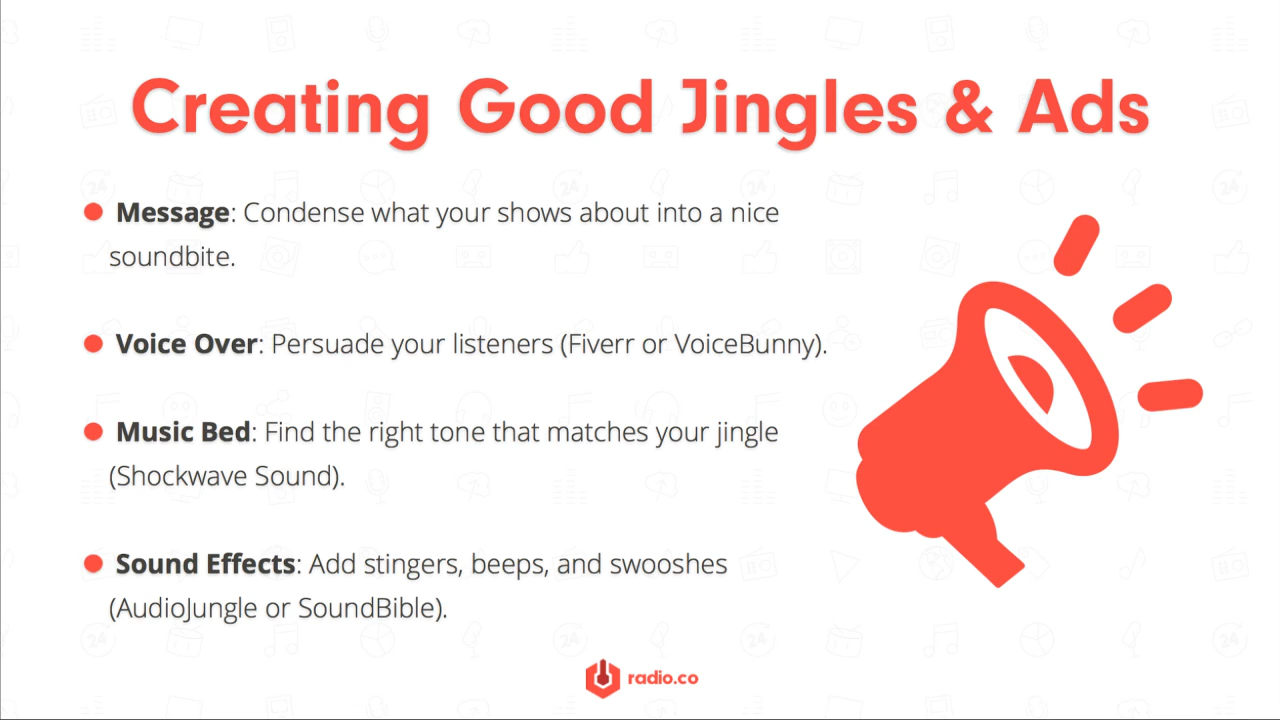 Creating Good Jingles & Ads
Message: Condense what your shows about into a nice
soundbite.
Voice Over: Persuade your listeners (Fiverr or VoiceBunny).
Music Bed: Find the right tone that matches your jingle
(Shockwave Sound).
Sound Effects: Add stingers, beeps, and swooshes
(AudioJungle or SoundBible).
radio.co